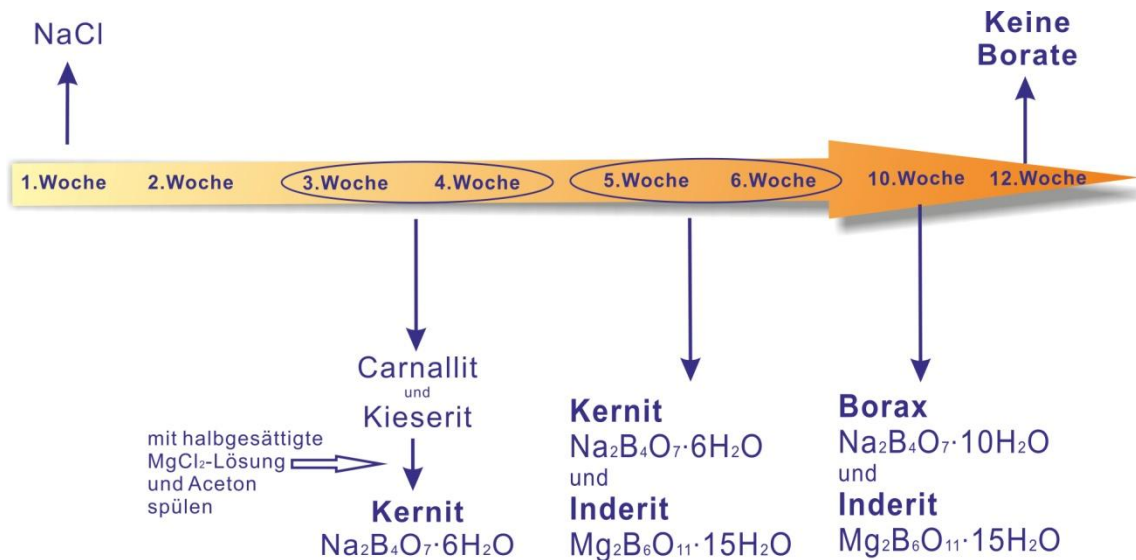 NaCl
Keine
Borate
1.Woche 2.Woche 3.Woche 4.Woche 5.Woche 6.Woche 10.Woche 12.Woche
Carnallit
und
Kieserit
mit halbgesättigte
MgCl₂-Lösung
und Aceton
spülen
Kernit
Na₂B₄O₇·6H₂O
Kernit
Na₂B₄O₇·6H₂O
und
Inderit
Mg₂B₆O₁₁·15H₂O
Borax
Na₂B₄O₇·10H₂O
und
Inderit
Mg₂B₆O₁₁·15H₂O